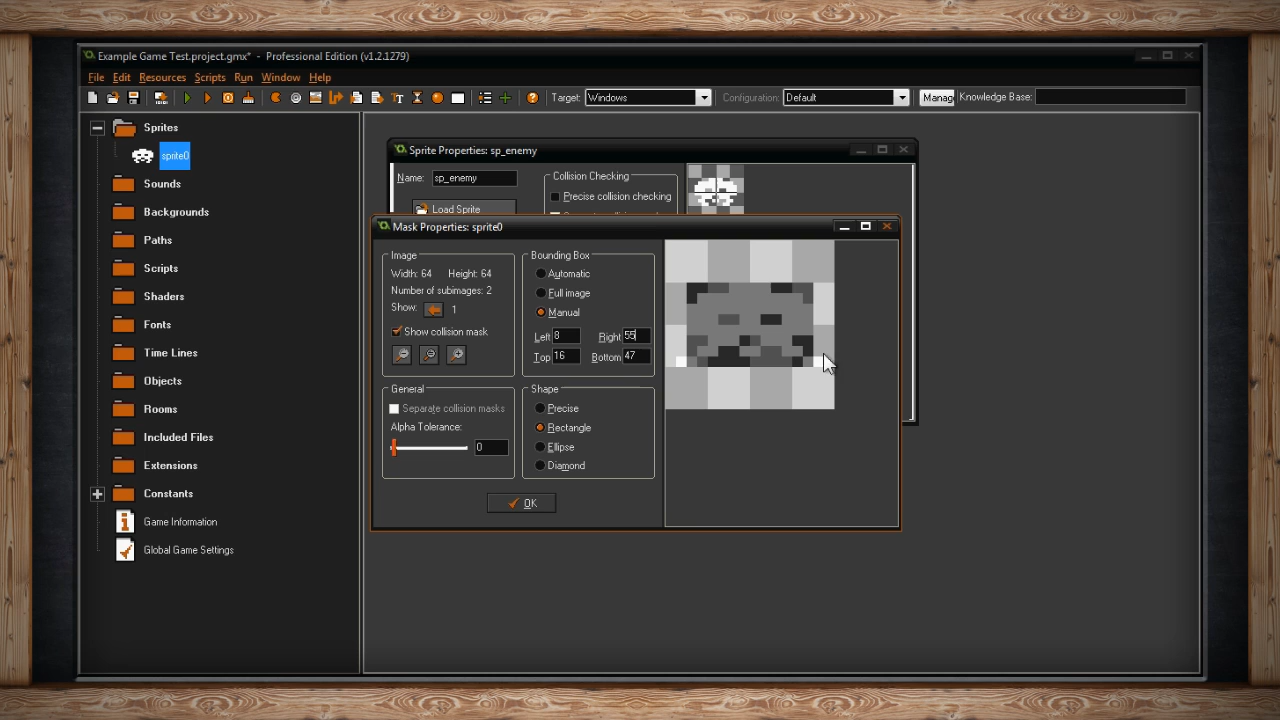 Example Game Test.project.gmx* - Professional Edition (v1.2.1279)
File Edit Resources Scripts Run Window Help
Target: Windows Configuration: Default Manag Knowledge Base:
Sprites
sprite0
Sounds
Backgrounds
Paths
Scripts
Shaders
Fonts
Time Lines
Objects
Rooms
Included Files
Extensions
Constants
Game Information
Global Game Settings
Sprite Properties: sp_enemy
Name: sp_enemy
Load Sprite
Collision Checking
Precise collision checking
Mask Properties: sprite0
Image
Width: 64 Height: 64
Number of subimages: 2
Show: 1
Show collision mask
General
Separate collision masks
Alpha Tolerance:
0
Bounding Box
Automatic
Full image
Manual
Left 8 Right 55
Top 16 Bottom 47
Shape
Precise
Rectangle
Ellipse
Diamond
OK